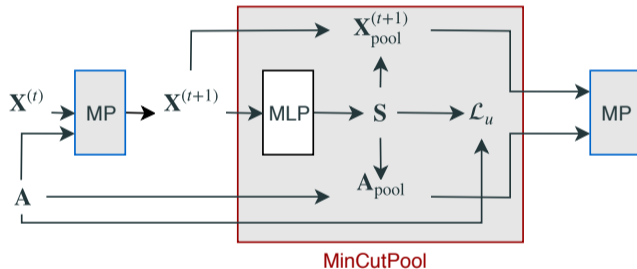 X_pool^(t+1)
X^(t)
MP
X^(t+1)
MLP
S
ℒ_u
MP
A
A_pool
MinCutPool